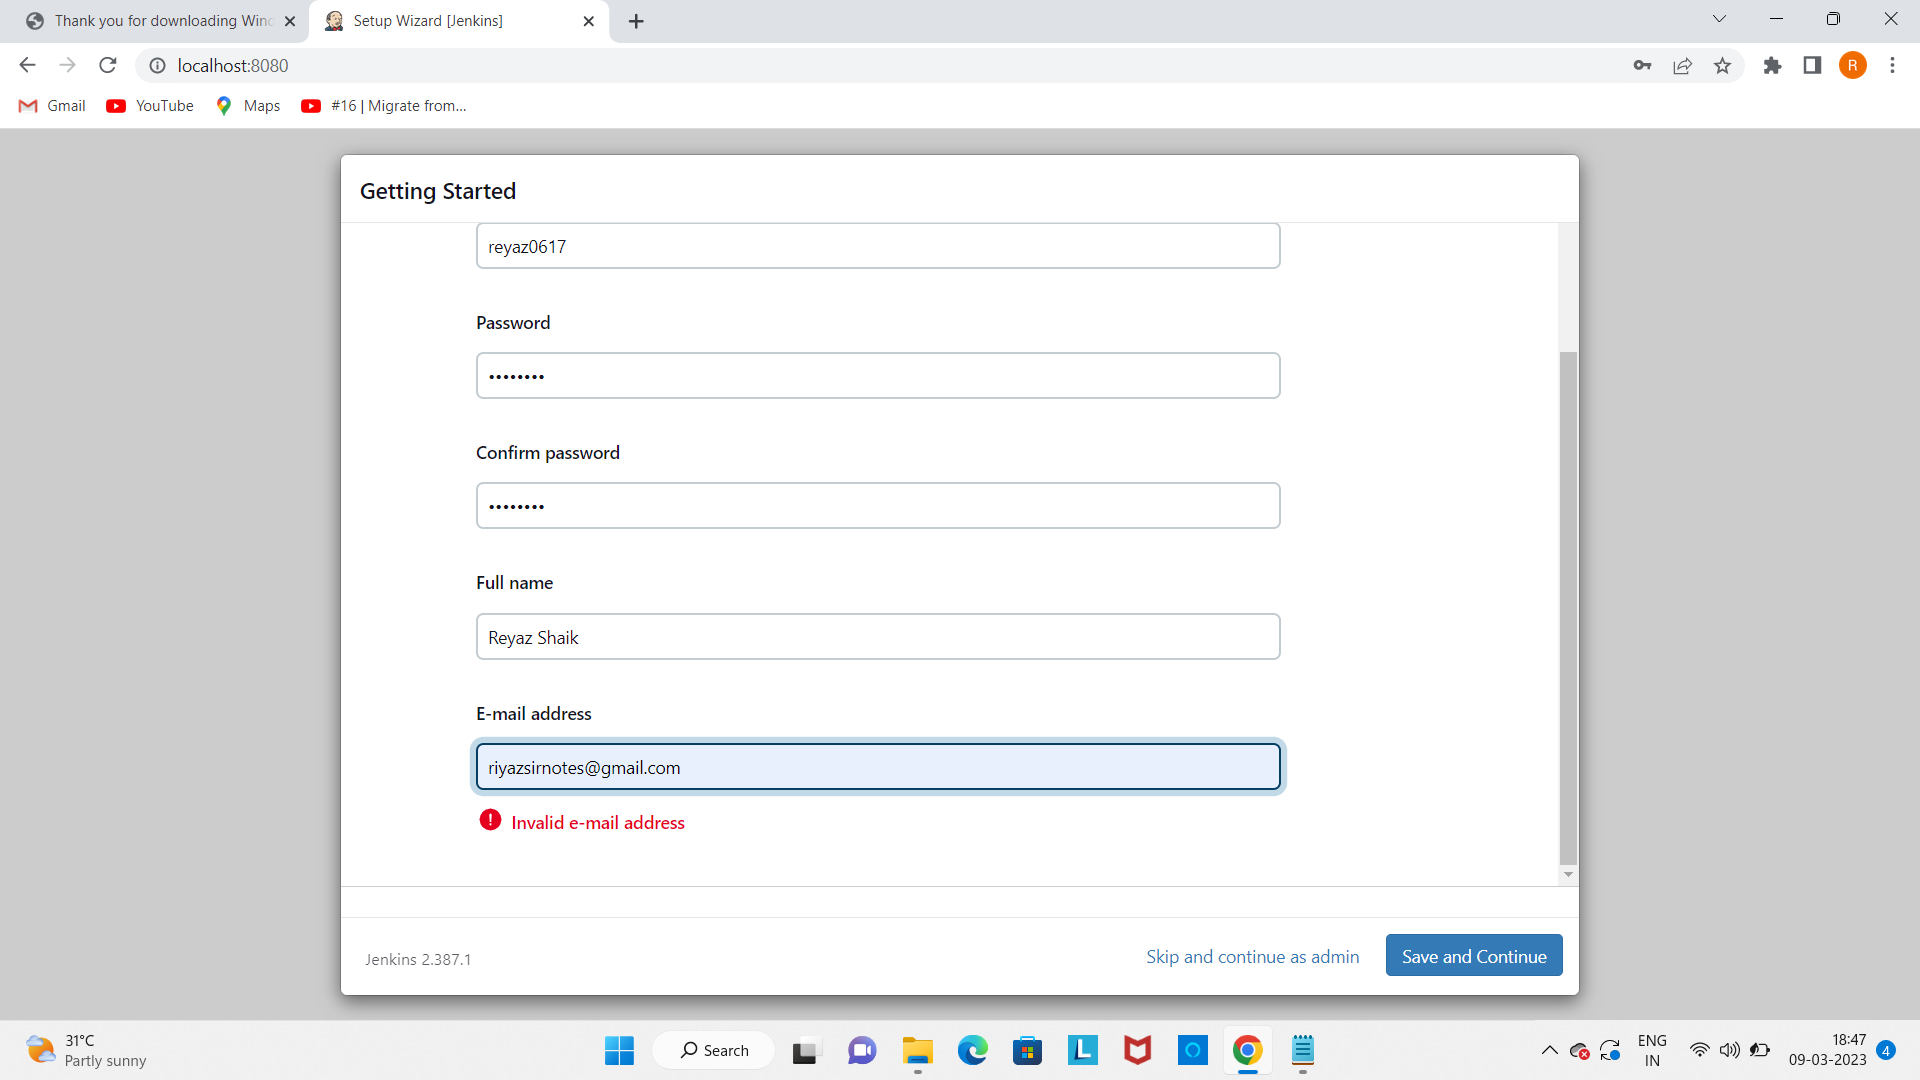 Thank you for downloading Winc
Setup Wizard [Jenkins]
localhost:8080
R
Gmail
YouTube
Maps
#16 | Migrate from...
Getting Started
reyaz0617
Password
••••••••
Confirm password
••••••••
Full name
Reyaz Shaik
E-mail address
riyazsirnotes@gmail.com
Invalid e-mail address
Jenkins 2.387.1
Skip and continue as admin
Save and Continue
31°C
Partly sunny
Search
L
ENG
IN
18:47
09-03-2023
4